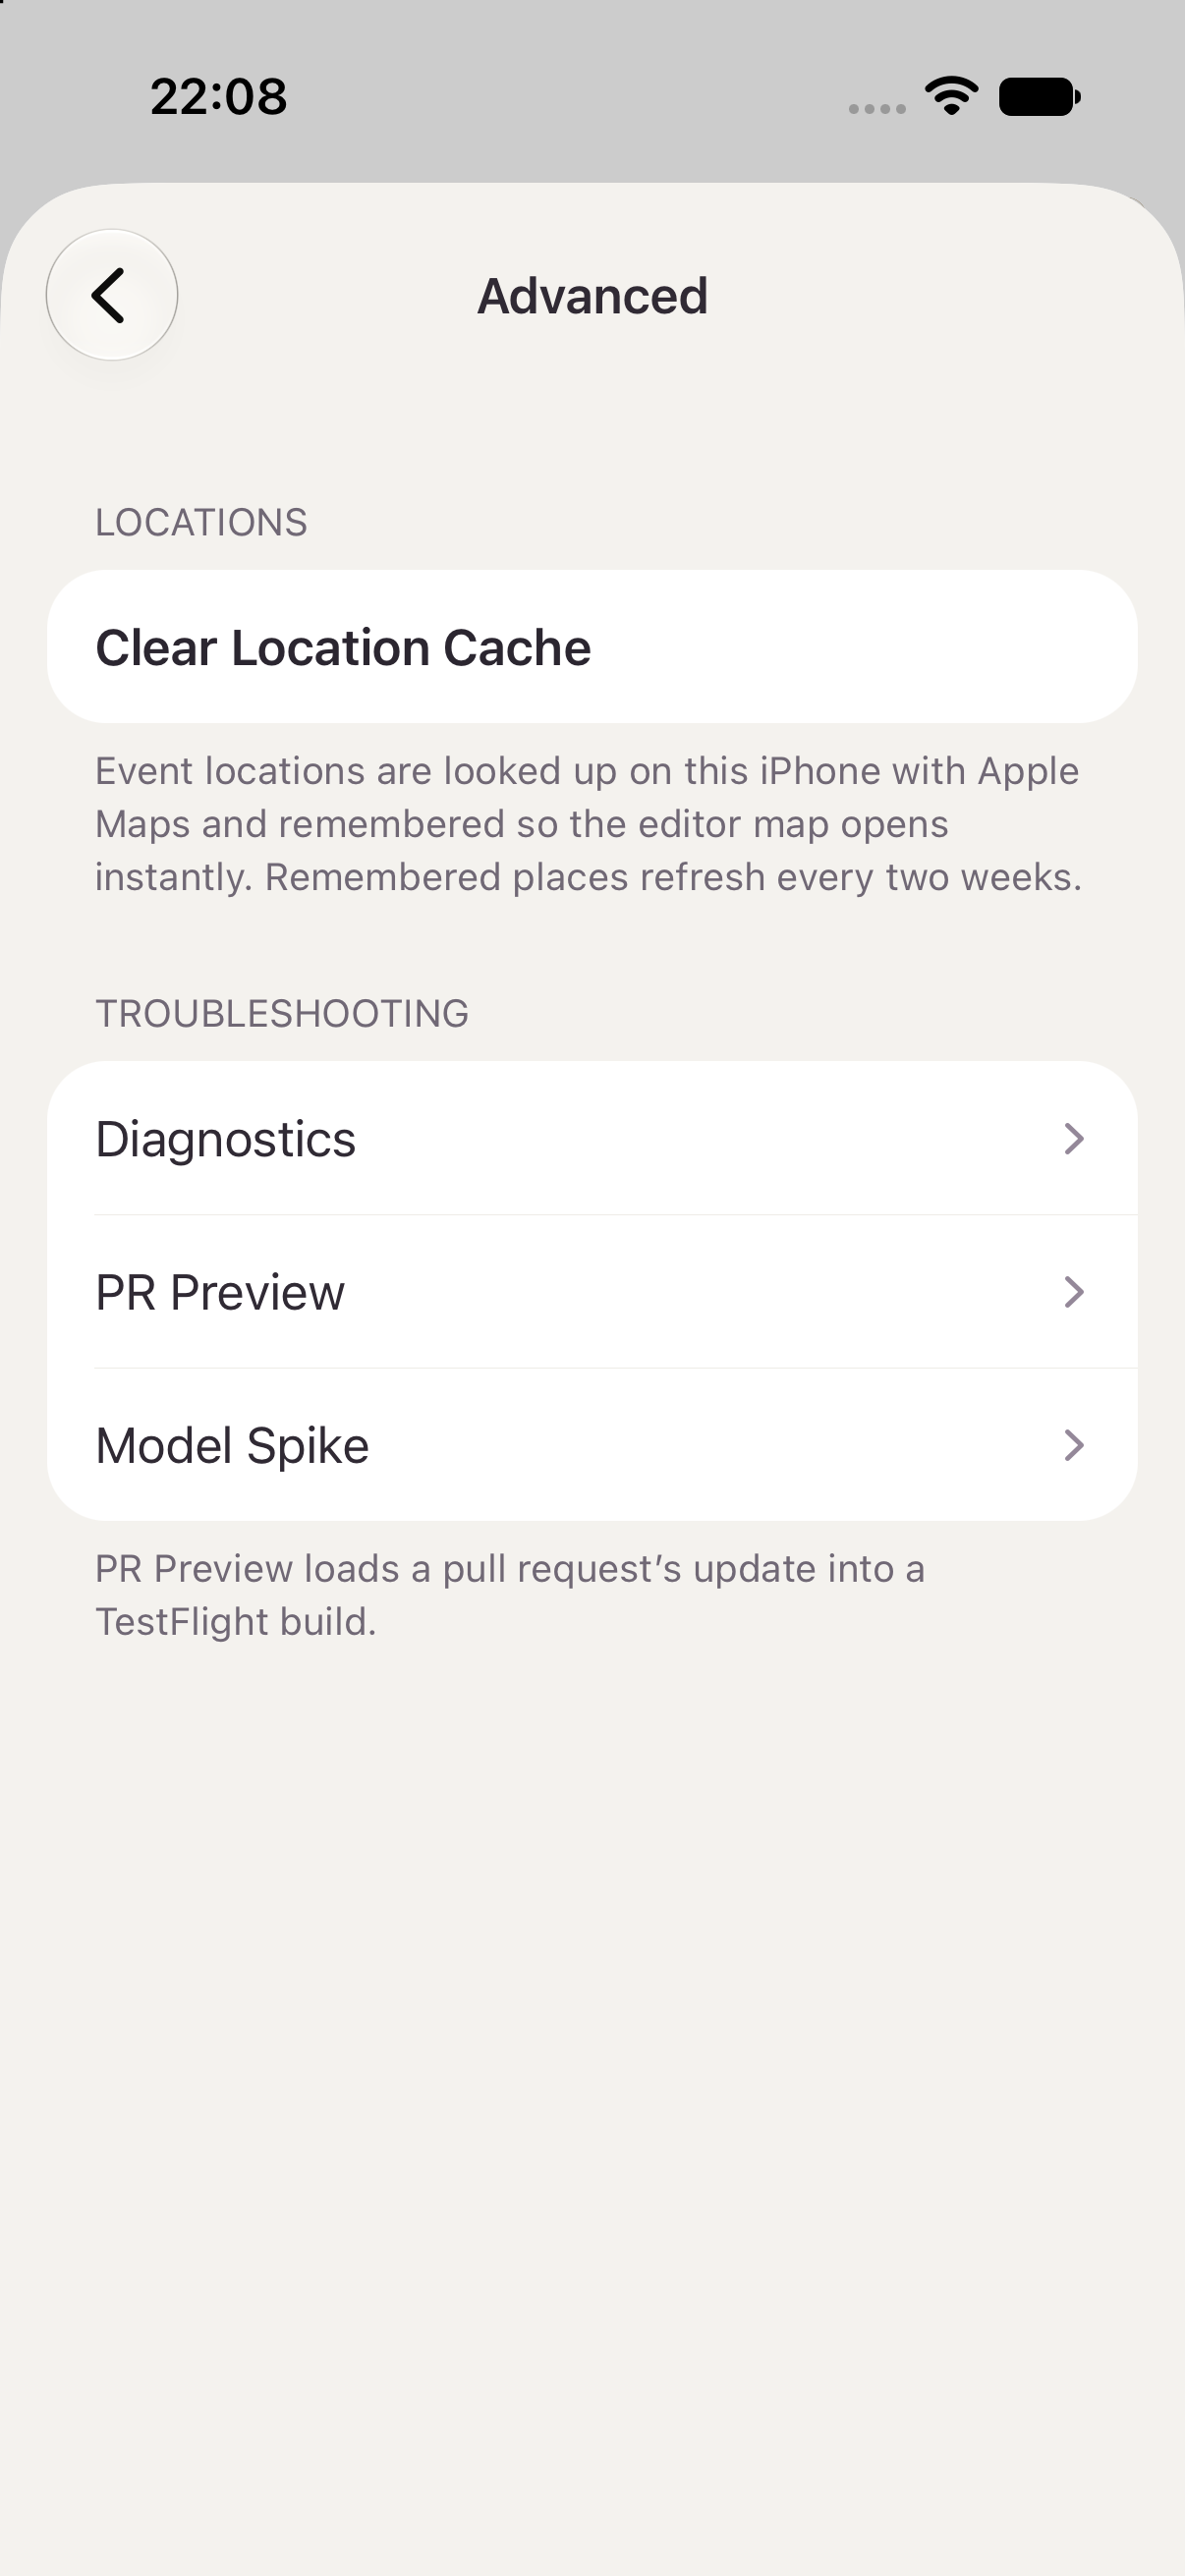 22:08
Advanced
LOCATIONS
Clear Location Cache
Event locations are looked up on this iPhone with Apple
Maps and remembered so the editor map opens
instantly. Remembered places refresh every two weeks.
TROUBLESHOOTING
Diagnostics
PR Preview
Model Spike
PR Preview loads a pull request’s update into a
TestFlight build.